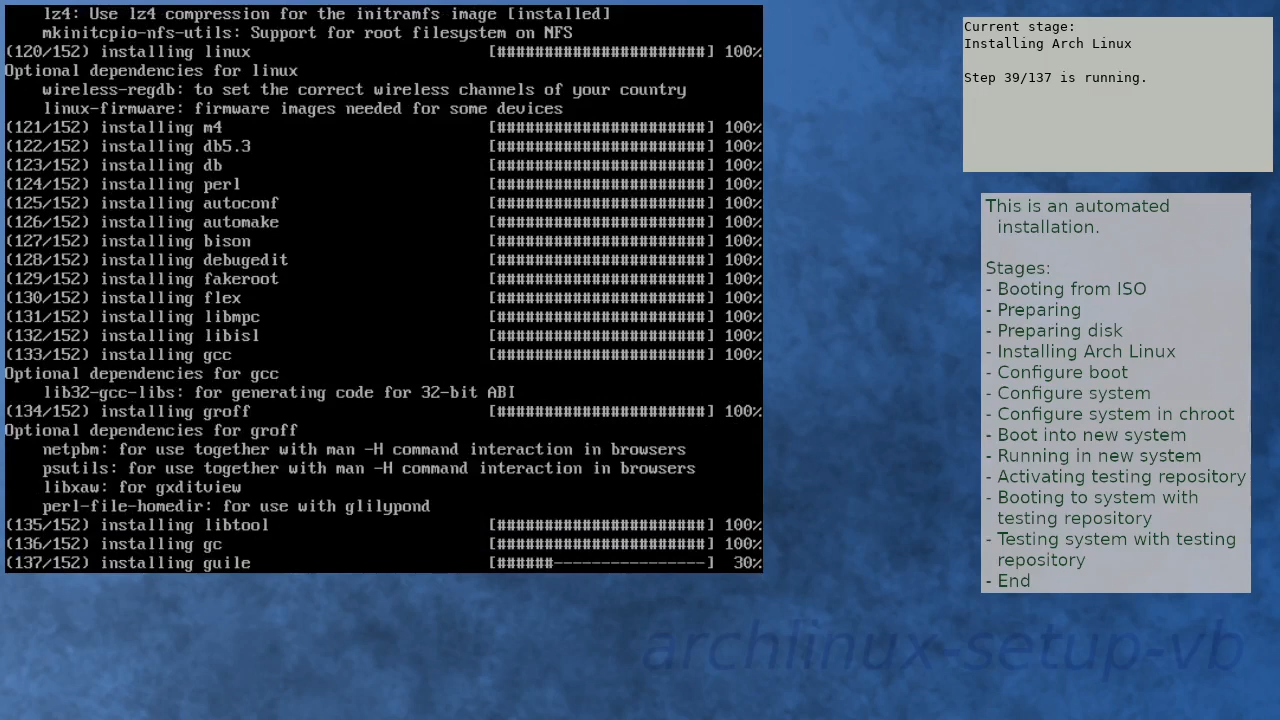 lz4: Use lz4 compression for the initramfs image [installed]
mkinitcpio-nfs-utils: Support for root filesystem on NFS
(120/152) installing linux [######################] 100%
Optional dependencies for linux
wireless-regdb: to set the correct wireless channels of your country
linux-firmware: firmware images needed for some devices
(121/152) installing m4 [######################] 100%
(122/152) installing db5.3 [######################] 100%
(123/152) installing db [######################] 100%
(124/152) installing perl [######################] 100%
(125/152) installing autoconf [######################] 100%
(126/152) installing automake [######################] 100%
(127/152) installing bison [######################] 100%
(128/152) installing debugedit [######################] 100%
(129/152) installing fakeroot [######################] 100%
(130/152) installing flex [######################] 100%
(131/152) installing libmpc [######################] 100%
(132/152) installing libisl [######################] 100%
(133/152) installing gcc [######################] 100%
Optional dependencies for gcc
lib32-gcc-libs: for generating code for 32-bit ABI
(134/152) installing groff [######################] 100%
Optional dependencies for groff
netpbm: for use together with man -H command interaction in browsers
psutils: for use together with man -H command interaction in browsers
libxaw: for gxditview
perl-file-homedir: for use with glilypond
(135/152) installing libtool [######################] 100%
(136/152) installing gc [######################] 100%
(137/152) installing guile [######----------------] 30%
Current stage:
Installing Arch Linux
Step 39/137 is running.
This is an automated
installation.
Stages:
- Booting from ISO
- Preparing
- Preparing disk
- Installing Arch Linux
- Configure boot
- Configure system
- Configure system in chroot
- Boot into new system
- Running in new system
- Activating testing repository
- Booting to system with
testing repository
- Testing system with testing
repository
- End
archlinux-setup-vb